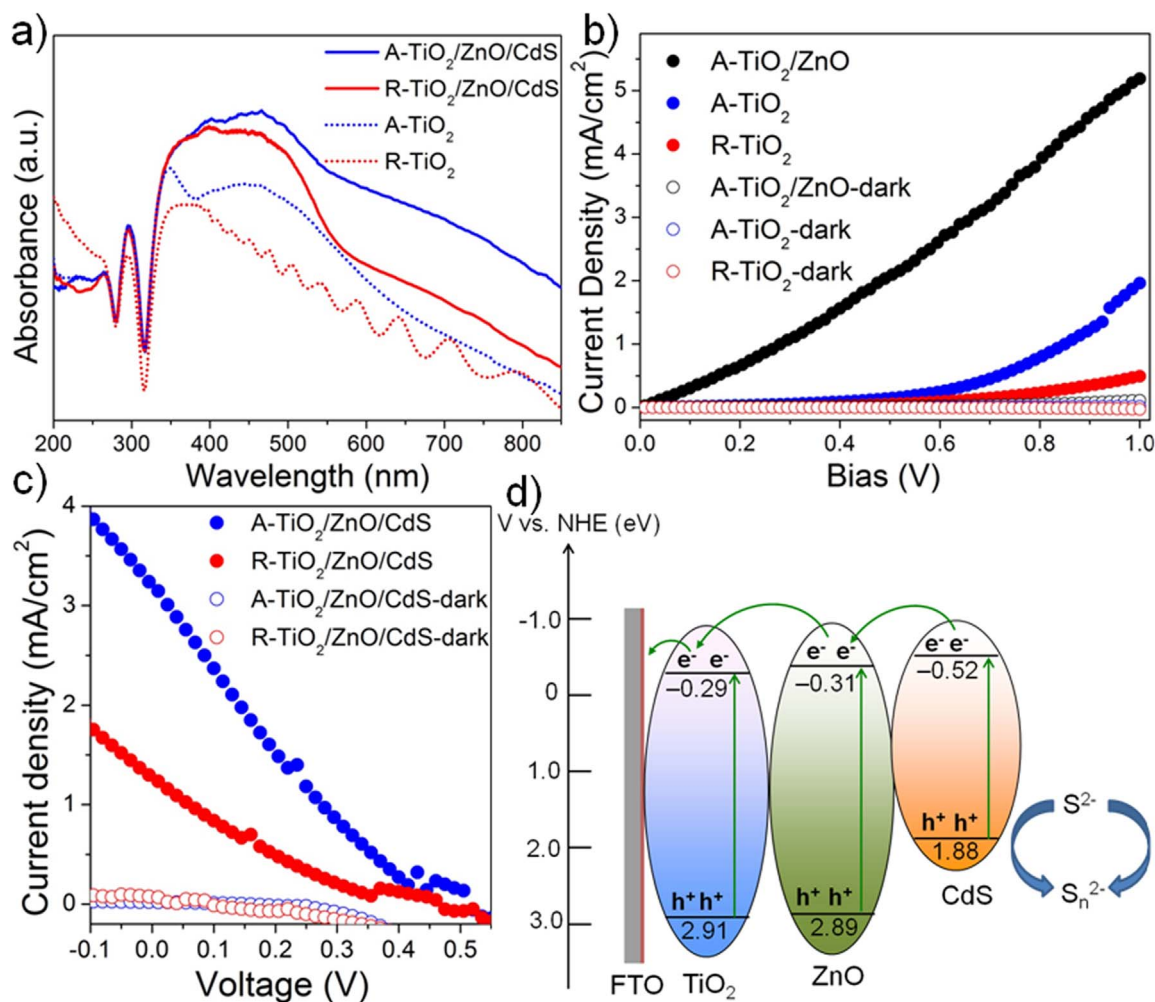 a)
A-TiO₂/ZnO/CdS
R-TiO₂/ZnO/CdS
A-TiO₂
R-TiO₂
Absorbance (a.u.)
200 300 400 500 600 700 800
Wavelength (nm)
b)
A-TiO₂/ZnO
A-TiO₂
R-TiO₂
A-TiO₂/ZnO-dark
A-TiO₂-dark
R-TiO₂-dark
Current Density (mA/cm²)
5
4
3
2
1
0
0.0 0.2 0.4 0.6 0.8 1.0
Bias (V)
c)
A-TiO₂/ZnO/CdS
R-TiO₂/ZnO/CdS
A-TiO₂/ZnO/CdS-dark
R-TiO₂/ZnO/CdS-dark
Current density (mA/cm²)
4
3
2
1
0
-0.1 0.0 0.1 0.2 0.3 0.4 0.5
Voltage (V)
d)
V vs. NHE (eV)
-1.0
0
1.0
2.0
3.0
e⁻ e⁻
–0.29
h⁺ h⁺
2.91
e⁻ e⁻
–0.31
h⁺ h⁺
2.89
e⁻ e⁻
–0.52
h⁺ h⁺
1.88
CdS
S²⁻
Sₙ²⁻
FTO
TiO₂
ZnO